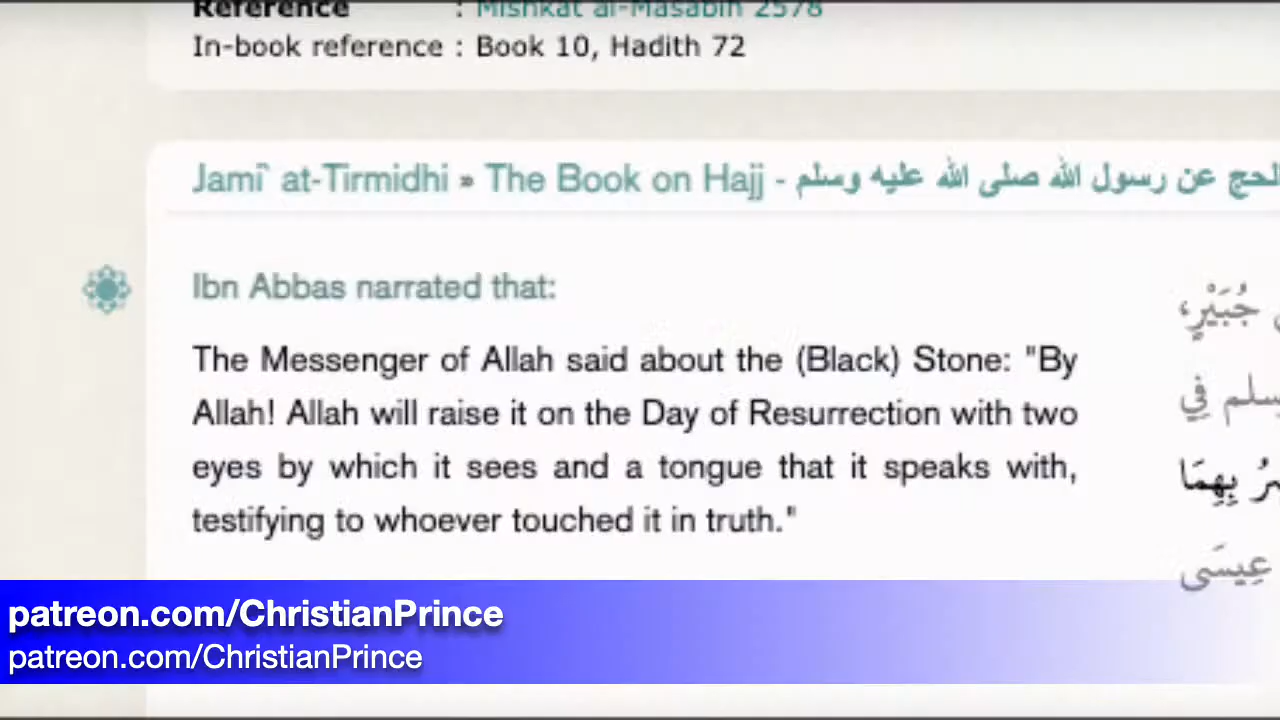 Reference : Mishkat al-Masabih 2578
In-book reference : Book 10, Hadith 72
Jami` at-Tirmidhi » The Book on Hajj - الحج عن رسول الله صلى الله عليه وسلم
Ibn Abbas narrated that:
جُبَيْرٍ،
The Messenger of Allah said about the (Black) Stone: "By
Allah! Allah will raise it on the Day of Resurrection with two
فِي
eyes by which it sees and a tongue that it speaks with,
بِهِمَا
testifying to whoever touched it in truth."
عِيسَى
patreon.com/ChristianPrince
patreon.com/ChristianPrince